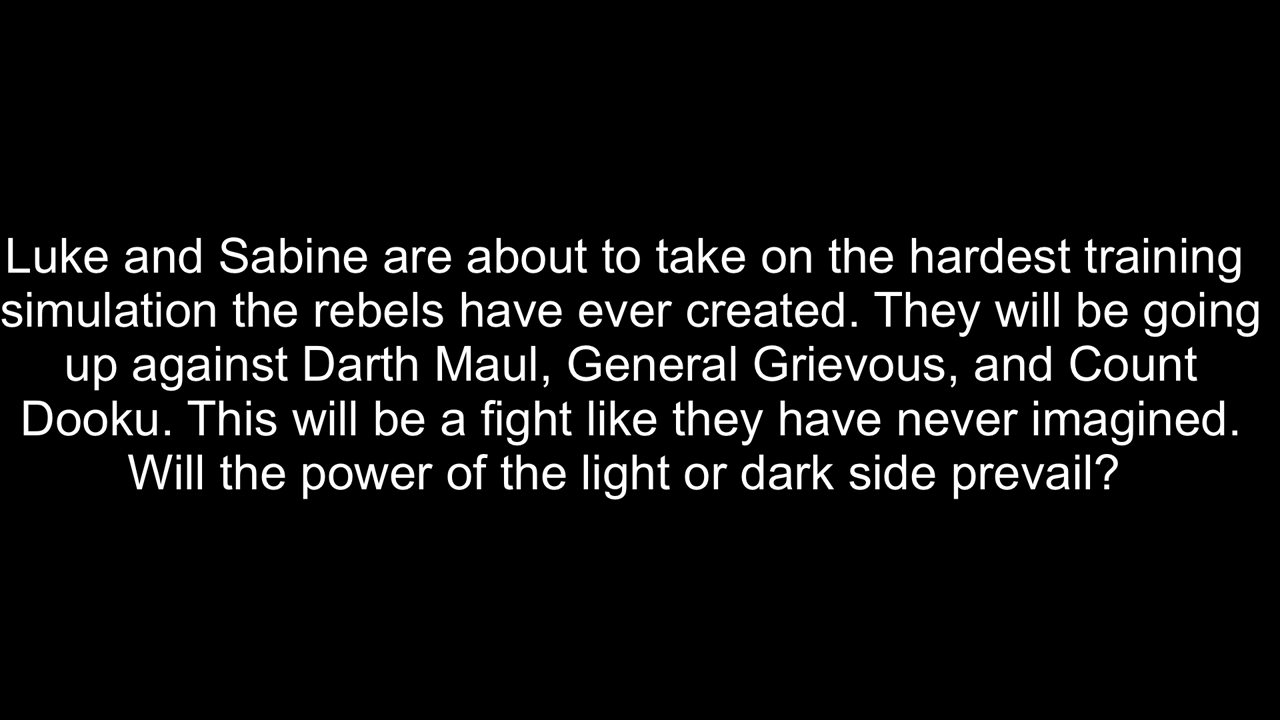 Luke and Sabine are about to take on the hardest training
simulation the rebels have ever created. They will be going
up against Darth Maul, General Grievous, and Count
Dooku. This will be a fight like they have never imagined.
Will the power of the light or dark side prevail?